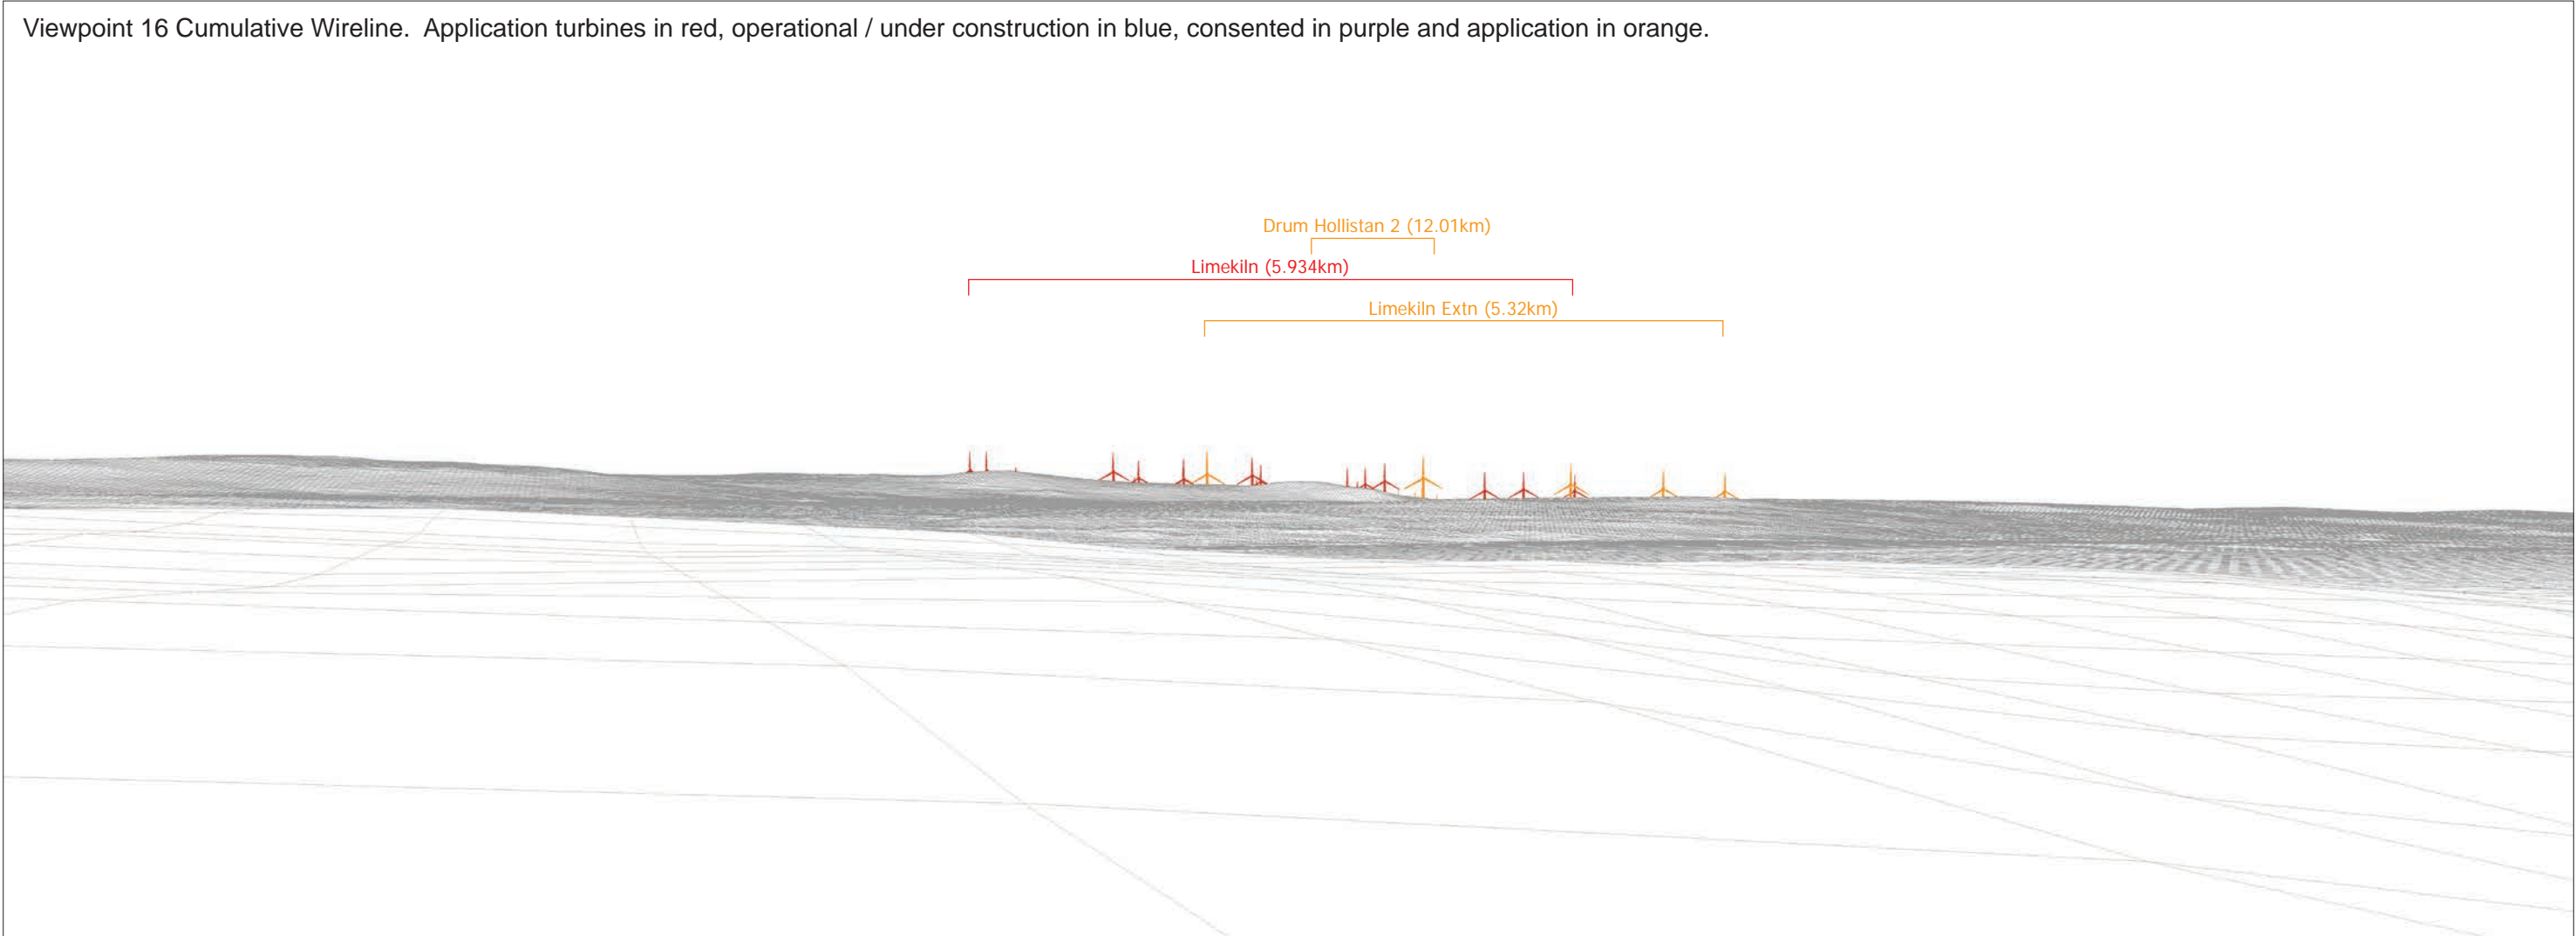 Viewpoint 16 Cumulative Wireline.  Application turbines in red, operational / under construction in blue, consented in purple and application in orange.
Drum Hollistan 2 (12.01km)
Limekiln (5.934km)
Limekiln Extn (5.32km)